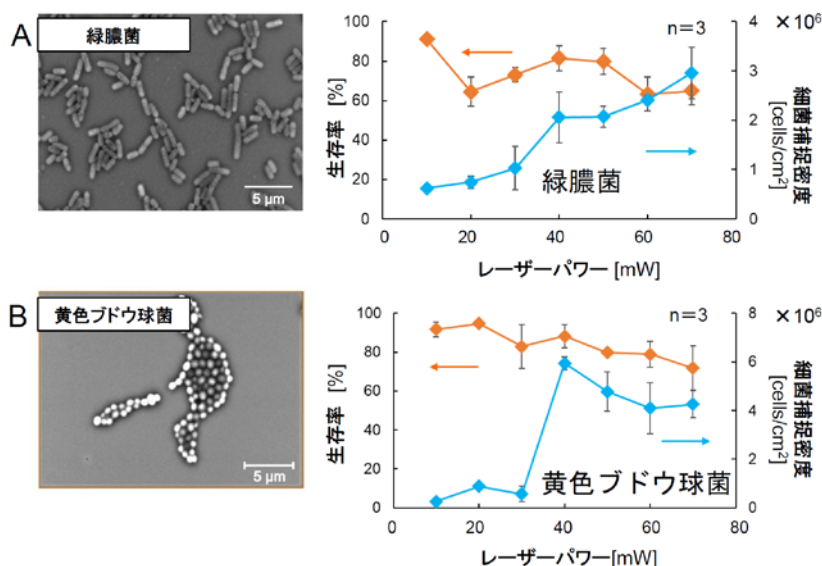 A
緑膿菌
5 μm
n=3
×10⁶
生存率 [%]
100
80
60
40
20
0
4
3
2
1
0
細菌捕捉密度
[cells/cm²]
緑膿菌
0 20 40 60 80
レーザーパワー [mW]
B
黄色ブドウ球菌
5 μm
n=3
×10⁶
生存率 [%]
100
80
60
40
20
0
8
6
4
2
0
細菌捕捉密度
[cells/cm²]
黄色ブドウ球菌
0 20 40 60 80
レーザーパワー[mW]